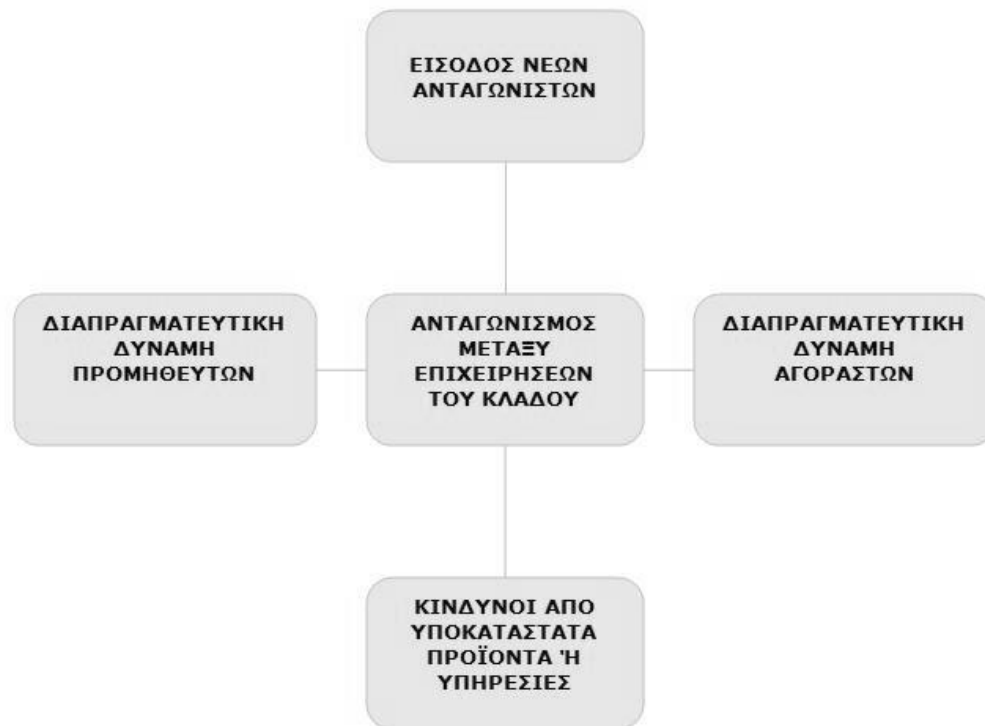 ΕΙΣΟΔΟΣ ΝΕΩΝ
ΑΝΤΑΓΩΝΙΣΤΩΝ
ΔΙΑΠΡΑΓΜΑΤΕΥΤΙΚΗ
ΔΥΝΑΜΗ
ΠΡΟΜΗΘΕΥΤΩΝ
ΑΝΤΑΓΩΝΙΣΜΟΣ
ΜΕΤΑΞΥ
ΕΠΙΧΕΙΡΗΣΕΩΝ
ΤΟΥ ΚΛΑΔΟΥ
ΔΙΑΠΡΑΓΜΑΤΕΥΤΙΚΗ
ΔΥΝΑΜΗ
ΑΓΟΡΑΣΤΩΝ
ΚΙΝΔΥΝΟΙ ΑΠΟ
ΥΠΟΚΑΤΑΣΤΑΤΑ
ΠΡΟΪΟΝΤΑ Ή
ΥΠΗΡΕΣΙΕΣ